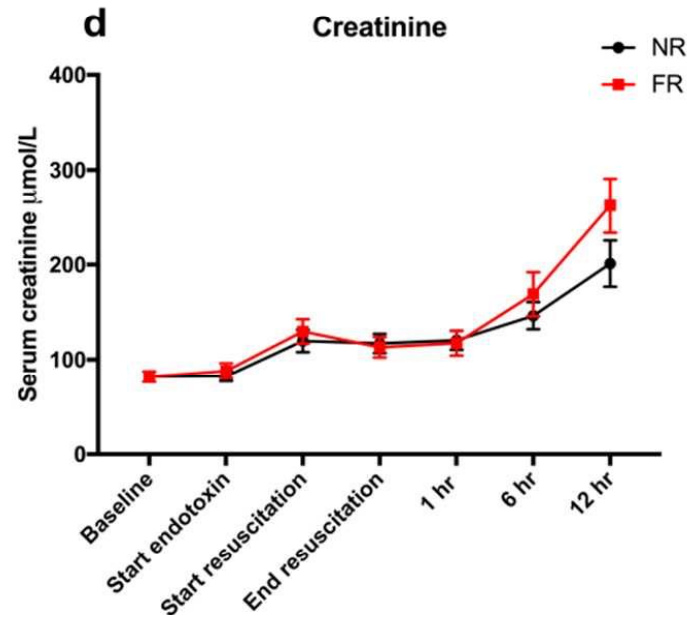 d
Creatinine
NR
FR
Serum creatinine μmol/L
400
300
200
100
0
Baseline
Start endotoxin
Start resuscitation
End resuscitation
1 hr
6 hr
12 hr